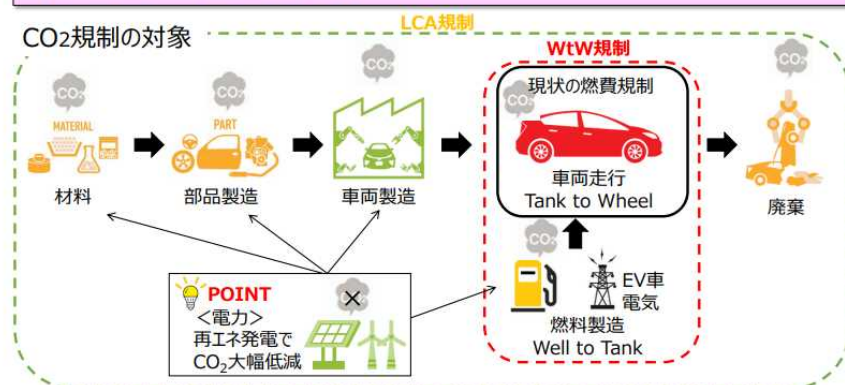 LCA規制
CO2規制の対象
WtW規制
CO₂
CO₂
CO₂
CO₂
CO₂
現状の燃費規制
MATERIAL
PART
材料
部品製造
車両製造
車両走行
Tank to Wheel
廃棄
CO₂
POINT
CO₂
×
<電力>
再エネ発電で
CO₂大幅低減
EV車
電気
燃料製造
Well to Tank